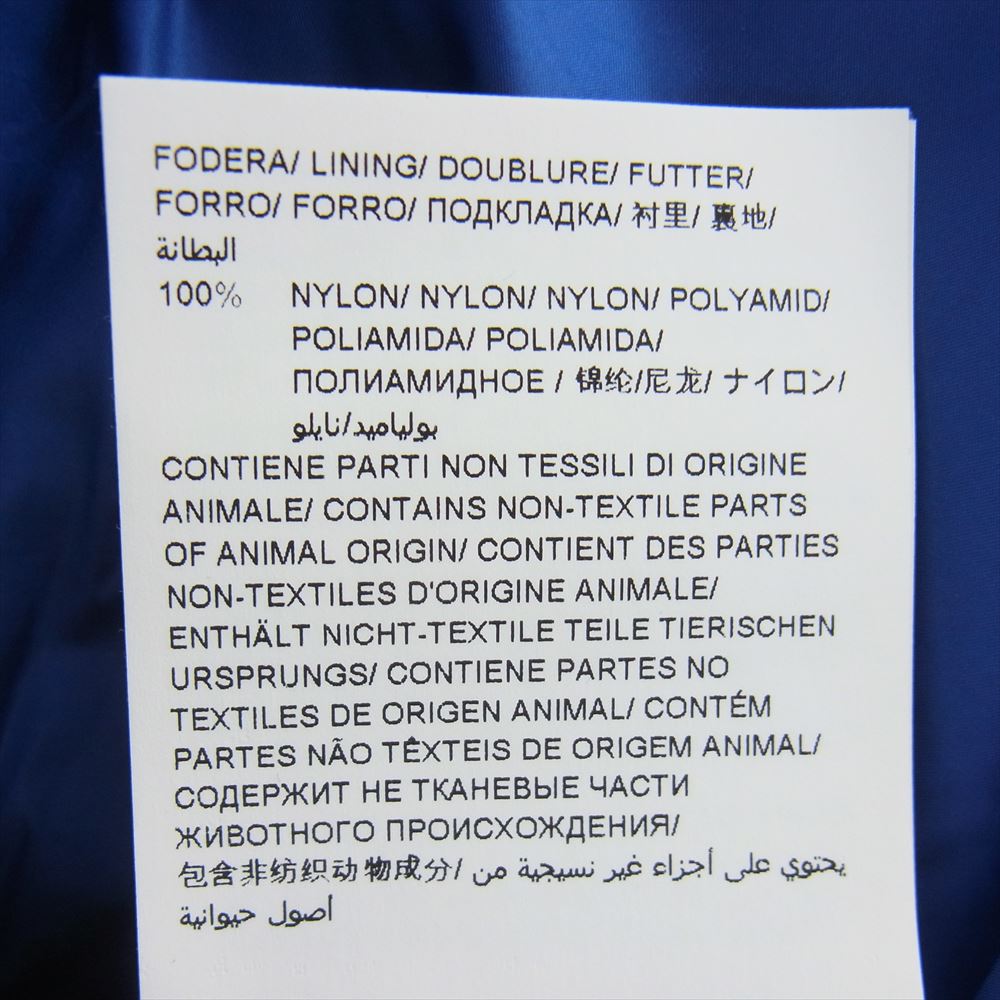 FODERA/ LINING/ DOUBLURE/ FUTTER/
FORRO/ FORRO/ ПОДКЛАДКА/ 衬里/ 裏地/
البطانة
100% NYLON/ NYLON/ NYLON/ POLYAMID/
POLIAMIDA/ POLIAMIDA/
ПОЛИАМИДНОЕ / 锦纶/尼龙/ ナイロン/
بولياميد/نايلو
CONTIENE PARTI NON TESSILI DI ORIGINE
ANIMALE/ CONTAINS NON-TEXTILE PARTS
OF ANIMAL ORIGIN/ CONTIENT DES PARTIES
NON-TEXTILES D'ORIGINE ANIMALE/
ENTHÄLT NICHT-TEXTILE TEILE TIERISCHEN
URSPRUNGS/ CONTIENE PARTES NO
TEXTILES DE ORIGEN ANIMAL/ CONTÉM
PARTES NÃO TÊXTEIS DE ORIGEM ANIMAL/
СОДЕРЖИТ НЕ ТКАНЕВЫЕ ЧАСТИ
ЖИВОТНОГО ПРОИСХОЖДЕНИЯ/
包含非纺织动物成分/ يحتوي على أجزاء غير نسيجية من
أصول حيوانية